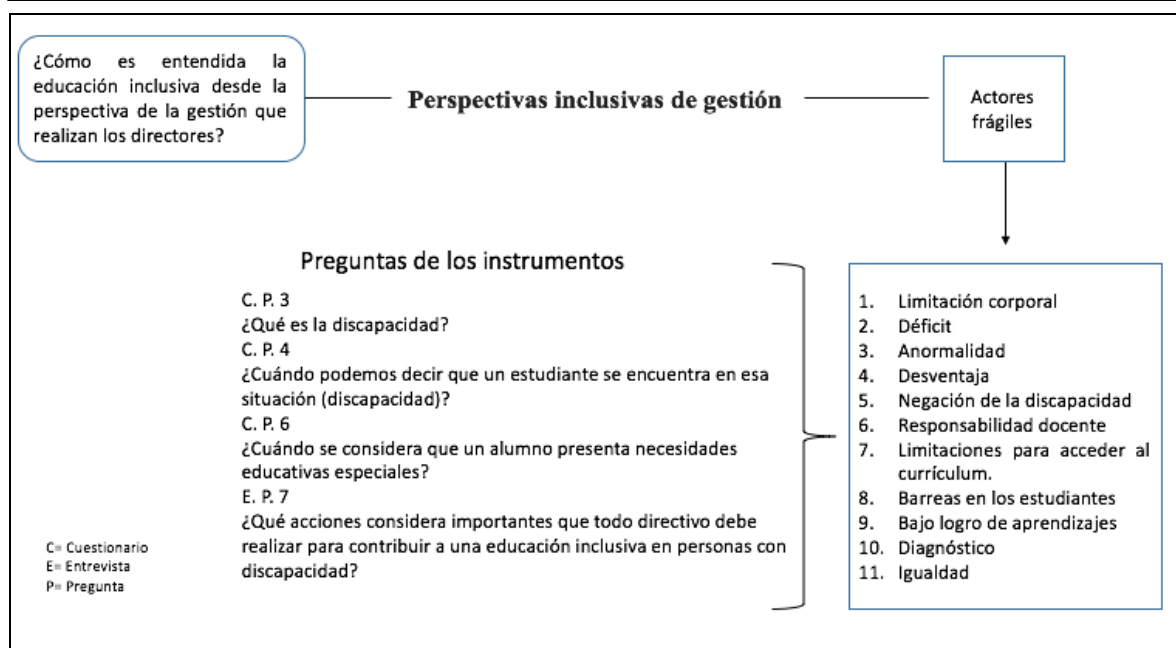 ¿Cómo es entendida la
educación inclusiva desde la
perspectiva de la gestión que
realizan los directores?
Perspectivas inclusivas de gestión
Actores
frágiles
Preguntas de los instrumentos
C. P. 3
¿Qué es la discapacidad?
C. P. 4
¿Cuándo podemos decir que un estudiante se encuentra en esa
situación (discapacidad)?
C. P. 6
¿Cuándo se considera que un alumno presenta necesidades
educativas especiales?
E. P. 7
¿Qué acciones considera importantes que todo directivo debe
realizar para contribuir a una educación inclusiva en personas con
discapacidad?
C= Cuestionario
E= Entrevista
P= Pregunta
1. Limitación corporal
2. Déficit
3. Anormalidad
4. Desventaja
5. Negación de la discapacidad
6. Responsabilidad docente
7. Limitaciones para acceder al
currículum.
8. Barreas en los estudiantes
9. Bajo logro de aprendizajes
10. Diagnóstico
11. Igualdad